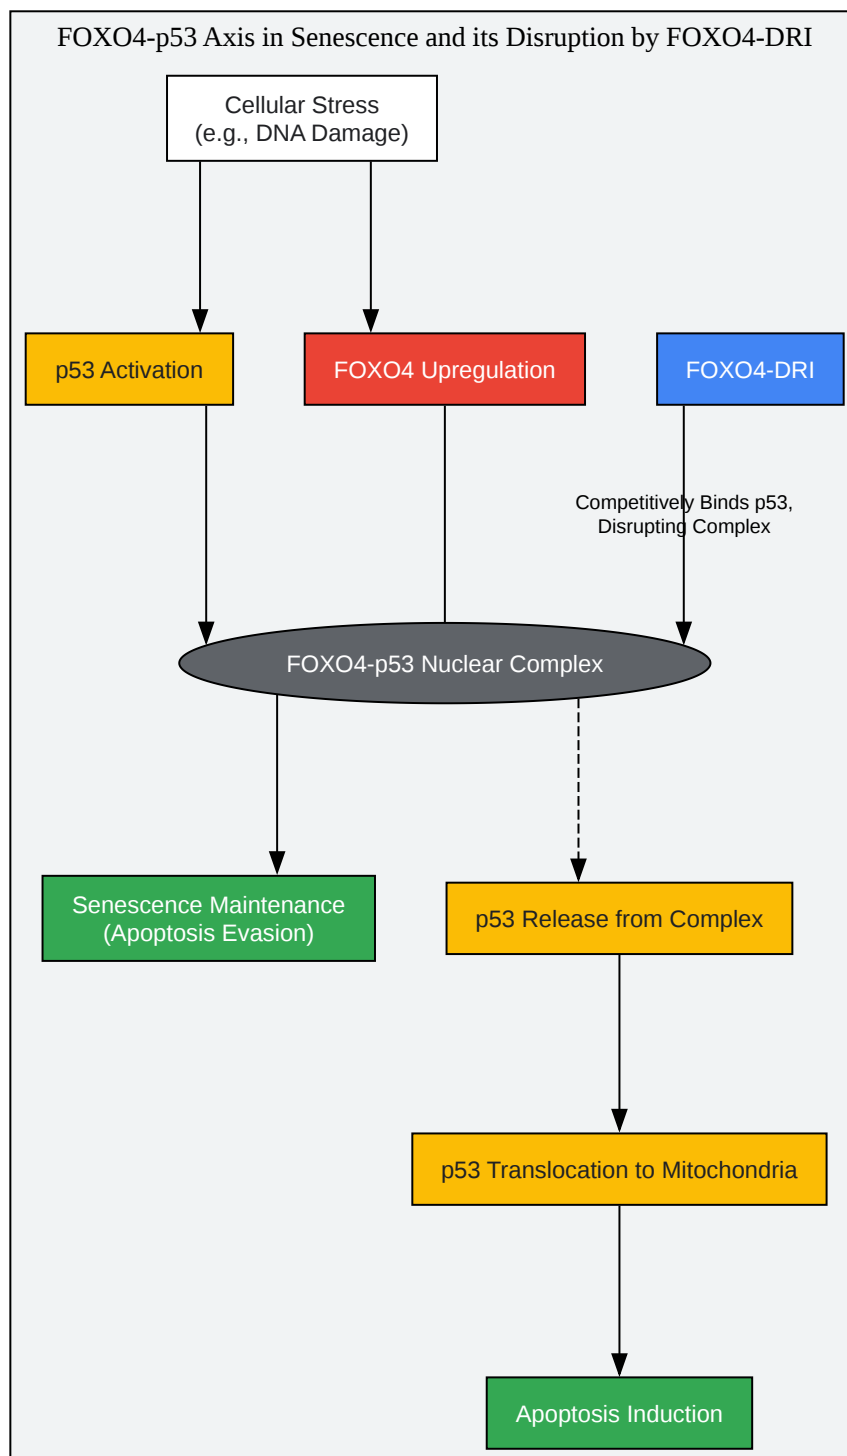 FOXO4-p53 Axis in Senescence and its Disruption by FOXO4-DRI
Cellular Stress
(e.g., DNA Damage)
p53 Activation
FOXO4 Upregulation
FOXO4-DRI
Competitively Binds p53,
Disrupting Complex
FOXO4-p53 Nuclear Complex
Senescence Maintenance
(Apoptosis Evasion)
p53 Release from Complex
p53 Translocation to Mitochondria
Apoptosis Induction